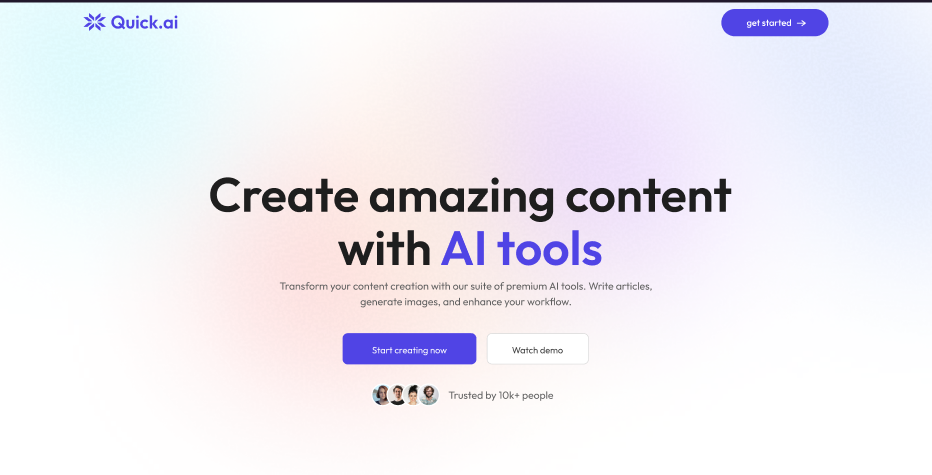 Quick.ai
get started →
Create amazing content
with AI tools
Transform your content creation with our suite of premium AI tools. Write articles,
generate images, and enhance your workflow.
Start creating now
Watch demo
Trusted by 10k+ people